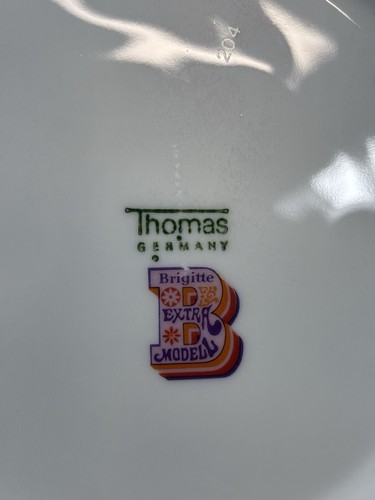 204
Thomas
GERMANY
Brigitte
EXTRA
MODELL